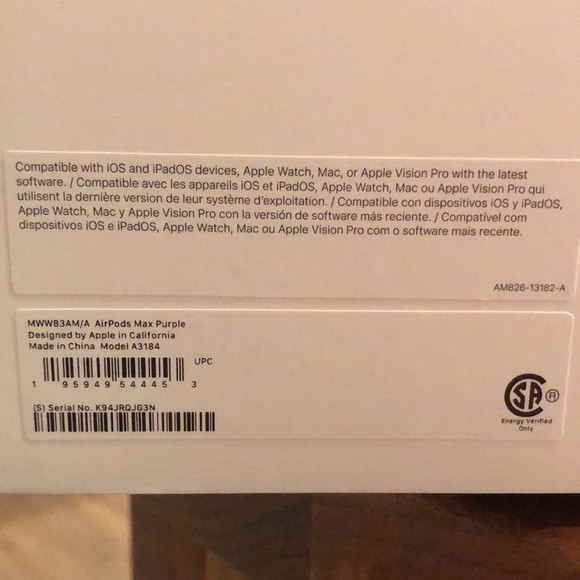 Compatible with iOS and iPadOS devices, Apple Watch, Mac, or Apple Vision Pro with the latest
software. / Compatible avec les appareils iOS et iPadOS, Apple Watch, Mac ou Apple Vision Pro qui
utilisent la dernière version de leur système d'exploitation. / Compatible con dispositivos iOS y iPadOS,
Apple Watch, Mac y Apple Vision Pro con la versión de software más reciente. / Compatível com
dispositivos iOS e iPadOS, Apple Watch, Mac ou Apple Vision Pro com o software mais recente.
AM826-13182-A
MWW83AM/A AirPods Max Purple
Designed by Apple in California
Made in China Model A3184
UPC
1 95949 54445 3
(S) Serial No. K94JRQJG3N
SA ®
Energy Verified
Only